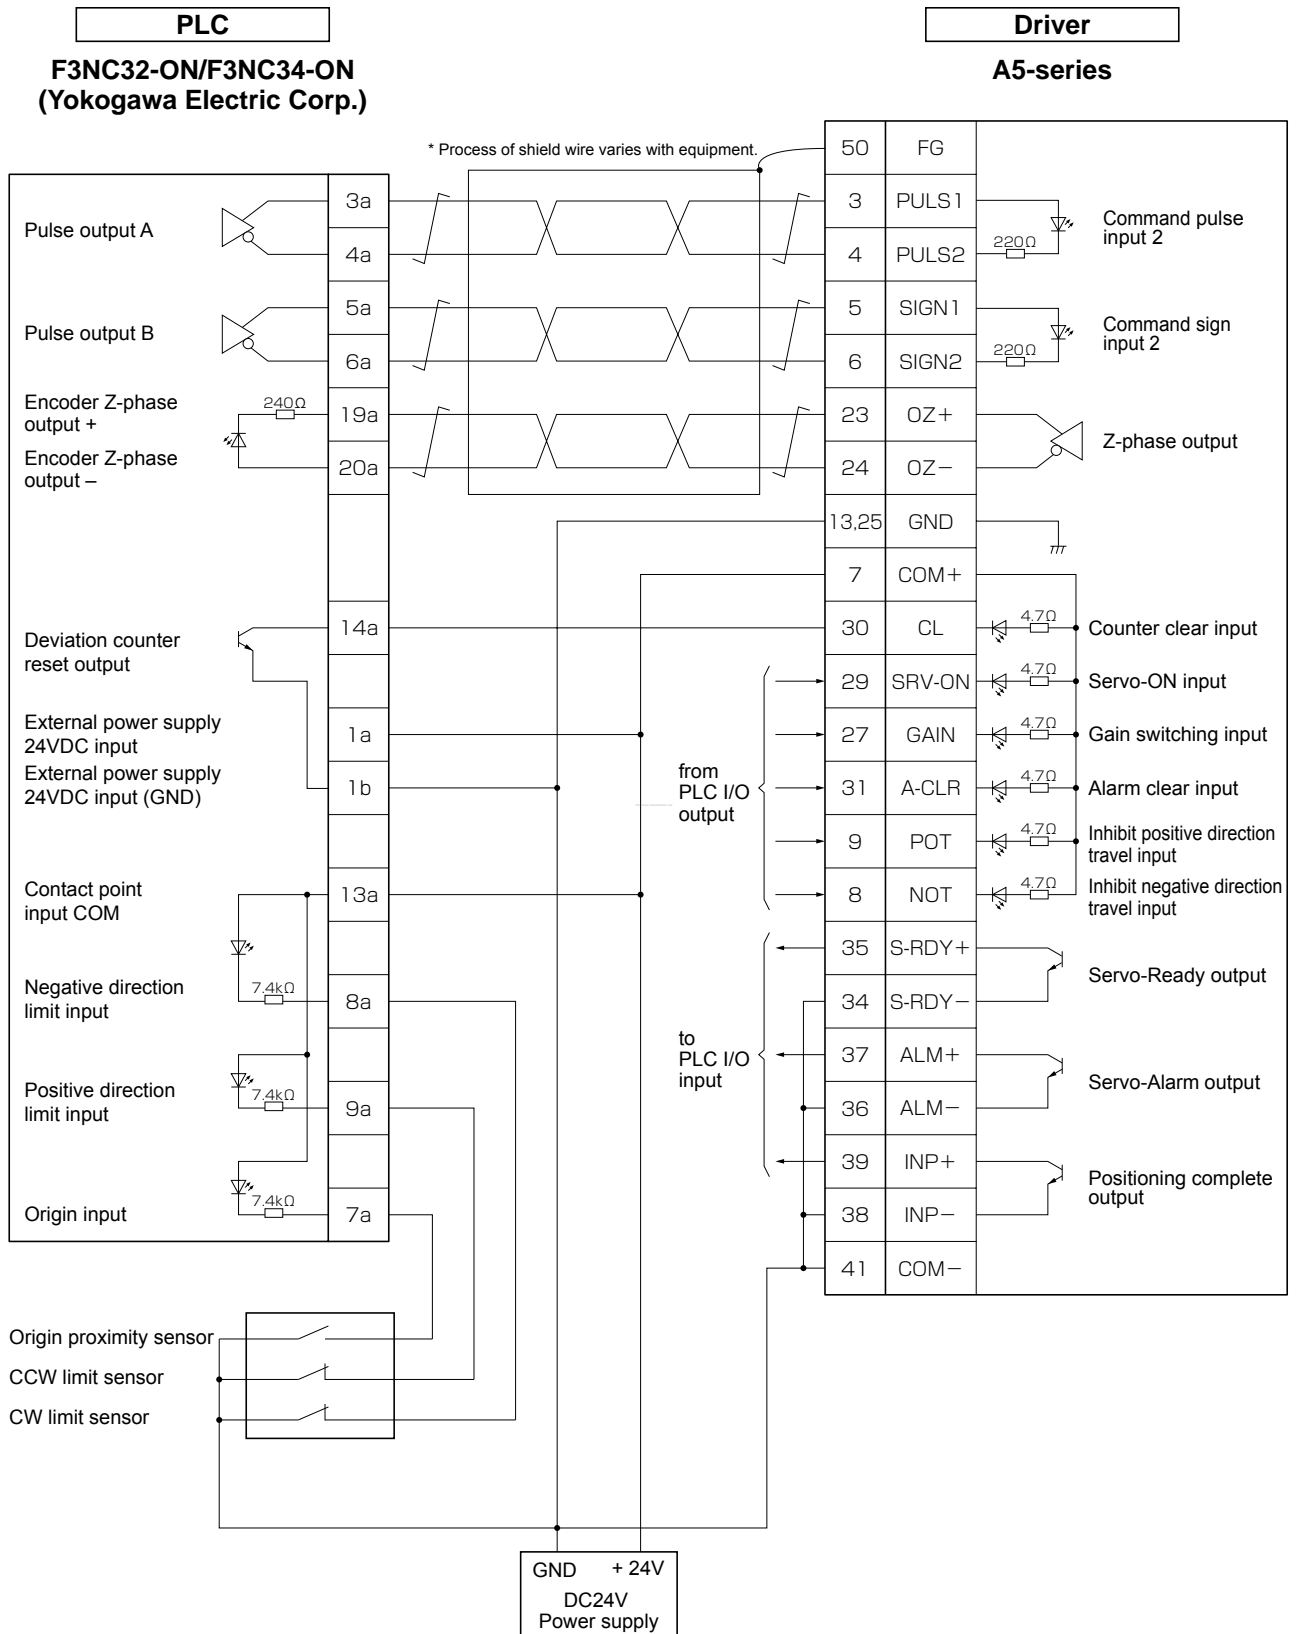 PLC
Driver
F3NC32-ON/F3NC34-ON
(Yokogawa Electric Corp.)
A5-series
* Process of shield wire varies with equipment.
50 FG
Pulse output A
3a
4a
3 PULS1
4 PULS2
220Ω
Command pulse
input 2
Pulse output B
5a
6a
5 SIGN1
6 SIGN2
220Ω
Command sign
input 2
Encoder Z-phase
output +
Encoder Z-phase
output –
240Ω
19a
20a
23 OZ+
24 OZ−
Z-phase output
13,25 GND
7 COM+
Deviation counter
reset output
14a
30 CL 4.7Ω Counter clear input
29 SRV-ON 4.7Ω Servo-ON input
External power supply
24VDC input
1a
27 GAIN 4.7Ω Gain switching input
External power supply
24VDC input (GND)
1b
from
PLC I/O
output
31 A-CLR 4.7Ω Alarm clear input
9 POT 4.7Ω Inhibit positive direction
travel input
Contact point
input COM
13a
8 NOT 4.7Ω Inhibit negative direction
travel input
35 S-RDY+
34 S-RDY−
Servo-Ready output
Negative direction
limit input
7.4kΩ
8a
to
PLC I/O
input
37 ALM+
36 ALM−
Servo-Alarm output
Positive direction
limit input
7.4kΩ
9a
39 INP+
38 INP−
Positioning complete
output
Origin input
7.4kΩ
7a
41 COM−
Origin proximity sensor
CCW limit sensor
CW limit sensor
GND + 24V
DC24V
Power supply